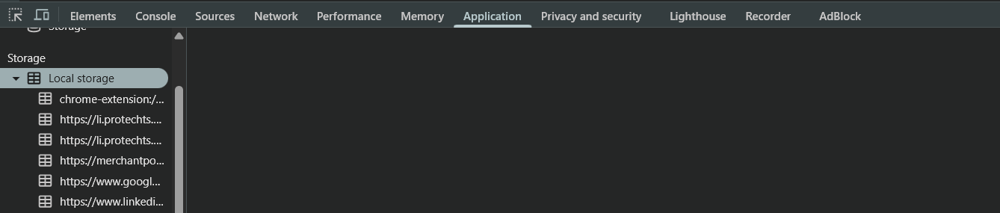 Elements Console Sources Network Performance Memory Application Privacy and security Lighthouse Recorder AdBlock
Storage
Storage
Local storage
chrome-extension:/...
https://li.protechts....
https://li.protechts....
https://merchantpo...
https://www.googl...
https://www.linkedi...